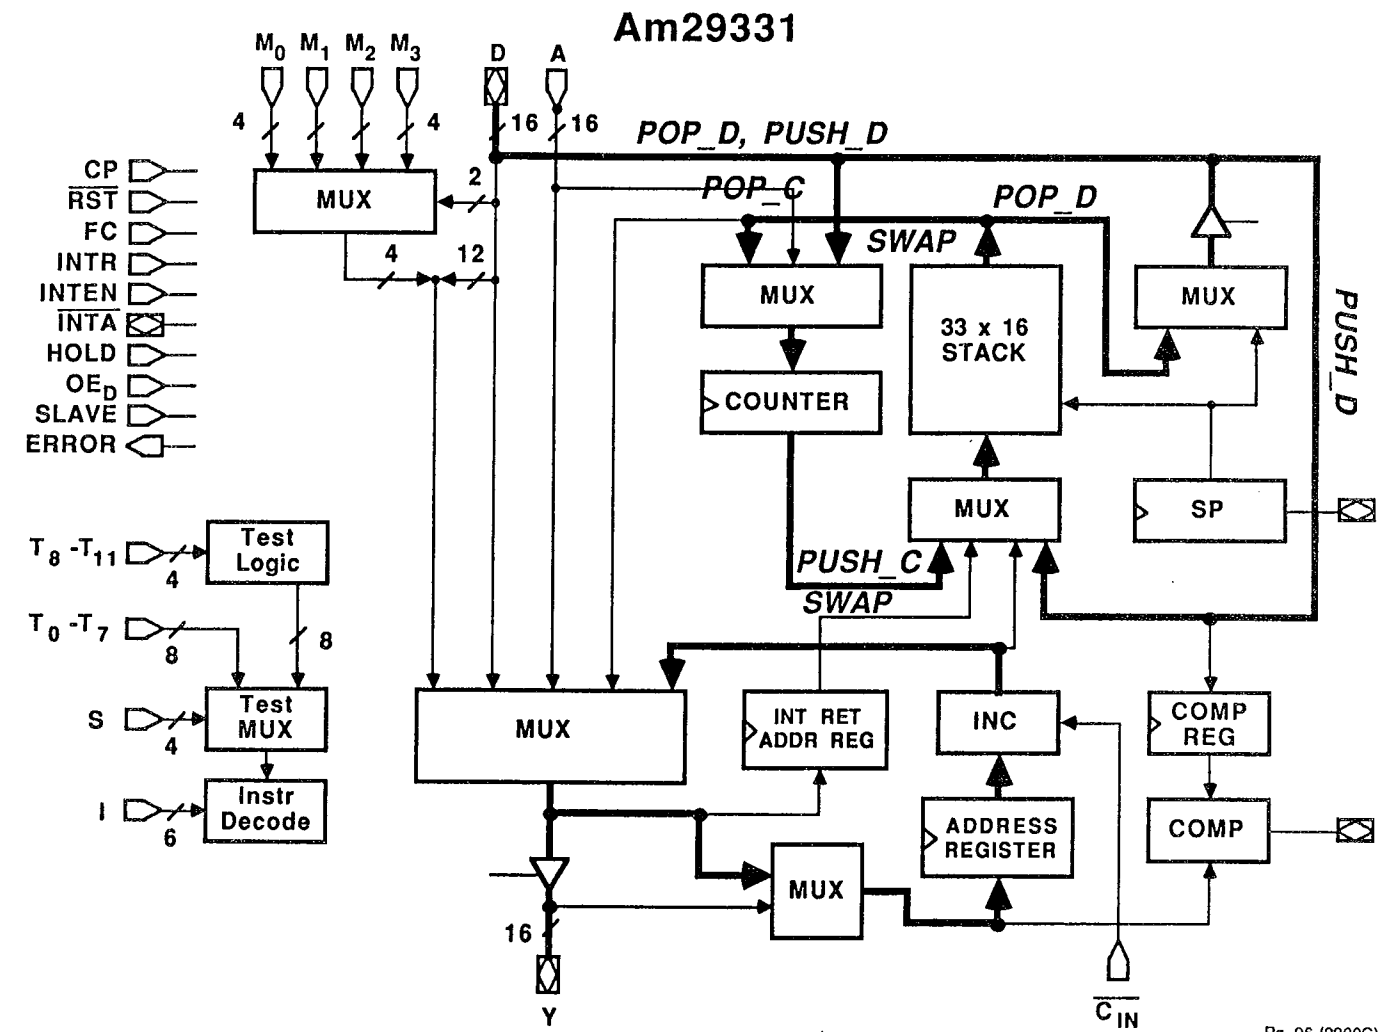 Am29331
M0 M1 M2 M3 D A
4 4 16 16
POP_D, PUSH_D
CP
RST
FC
INTR
INTEN
INTA
HOLD
OED
SLAVE
ERROR
MUX
2
4 12
POP_C
POP_D
SWAP
MUX
33 x 16
STACK
MUX
PUSH_D
COUNTER
MUX
SP
PUSH_C
SWAP
T8 -T11
4
Test
Logic
T0 -T7
8
8
S
4
Test
MUX
I
6
Instr
Decode
MUX
INT RET
ADDR REG
INC
COMP
REG
ADDRESS
REGISTER
COMP
MUX
16
Y
CIN